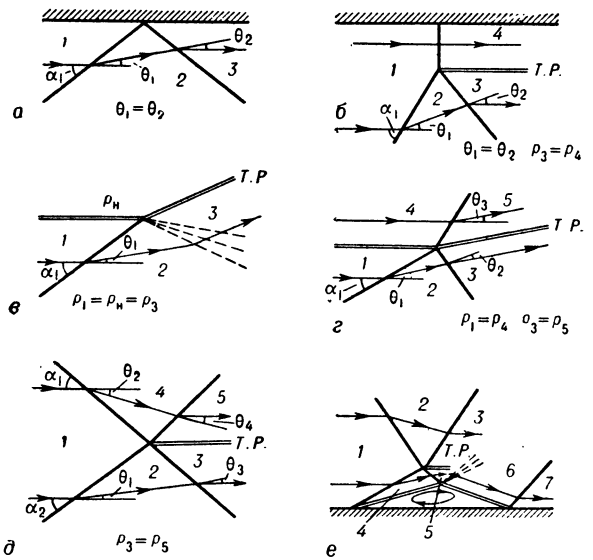 1
α₁
θ₁
2
θ₂
3
а
θ₁ = θ₂
4
1
Т.Р.
2
3
θ₂
α₁
θ₁
б
θ₁ = θ₂ p₃ = p₄
pн
Т.Р
3
1
θ₁
α₁
2
в
p₁ = pн = p₃
4
θ₃
5
Т.Р.
1
α₁
θ₁
2
3
θ₂
г
p₁ = p₄ o₃ = p₅
α₁
θ₂
4
5
θ₄
1
Т.Р.
2
3
θ₃
θ₁
α₂
д
p₃ = p₅
2
3
1
Т.Р.
6
7
4
5
е